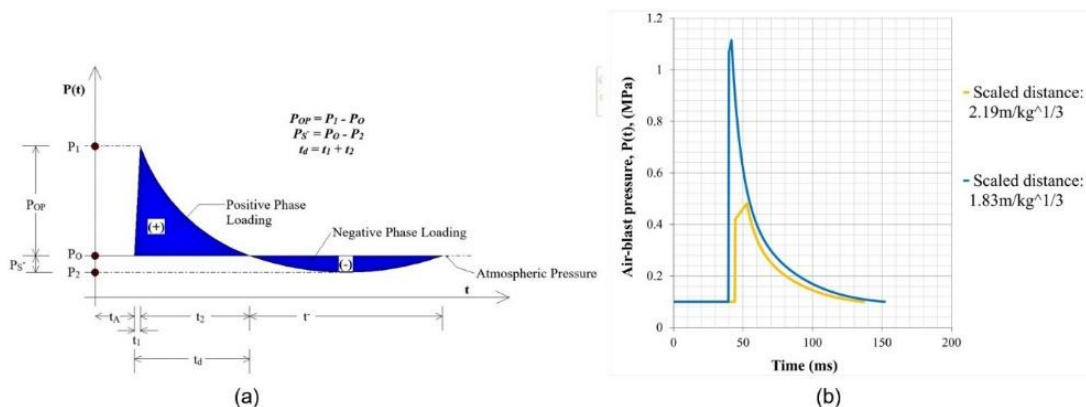 P(t)
P_OP = P_1 - P_O
P_S^- = P_O - P_2
t_d = t_1 + t_2
P_1
P_OP
Positive Phase
Loading
(+)
Negative Phase Loading
P_O
P_S^-
P_2
(-)
Atmospheric Pressure
t
t_A
t_2
t^-
t_1
t_d
(a)
1.2
1
0.8
0.6
0.4
0.2
0
Air-blast pressure, P(t), (MPa)
0
50
100
150
200
Time (ms)
Scaled distance:
2.19m/kg^1/3
Scaled distance:
1.83m/kg^1/3
(b)